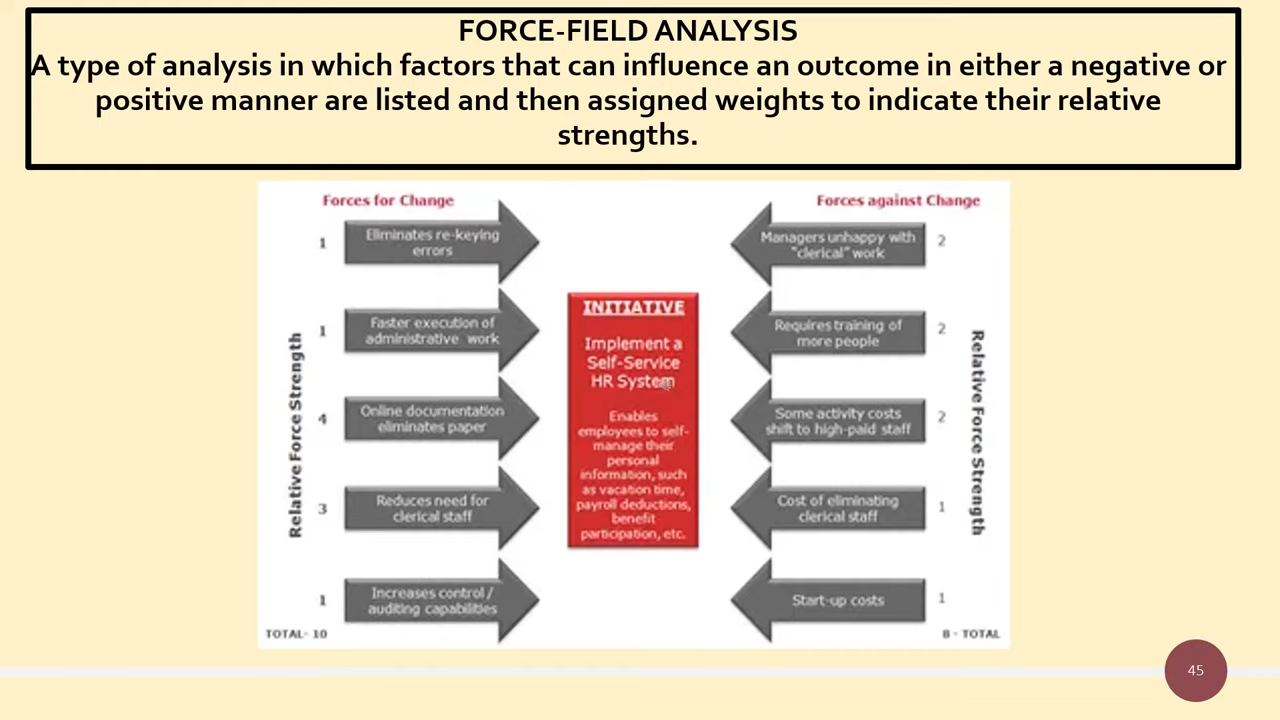 FORCE-FIELD ANALYSIS
A type of analysis in which factors that can influence an outcome in either a negative or
positive manner are listed and then assigned weights to indicate their relative
strengths.
Forces for Change
Forces against Change
Relative Force Strength
1
Eliminates re-keying
errors
1
Faster execution of
administrative work
4
Online documentation
eliminates paper
3
Reduces need for
clerical staff
1
Increases control /
auditing capabilities
TOTAL- 10
INITIATIVE
Implement a
Self-Service
HR System
Enables
employees to self-
manage their
personal
information, such
as vacation time,
payroll deductions,
benefit
participation, etc.
Managers unhappy with
"clerical" work
2
Requires training of
more people
2
Some activity costs
shift to high-paid staff
2
Cost of eliminating
clerical staff
1
Start-up costs
1
Relative Force Strength
8 - TOTAL
45